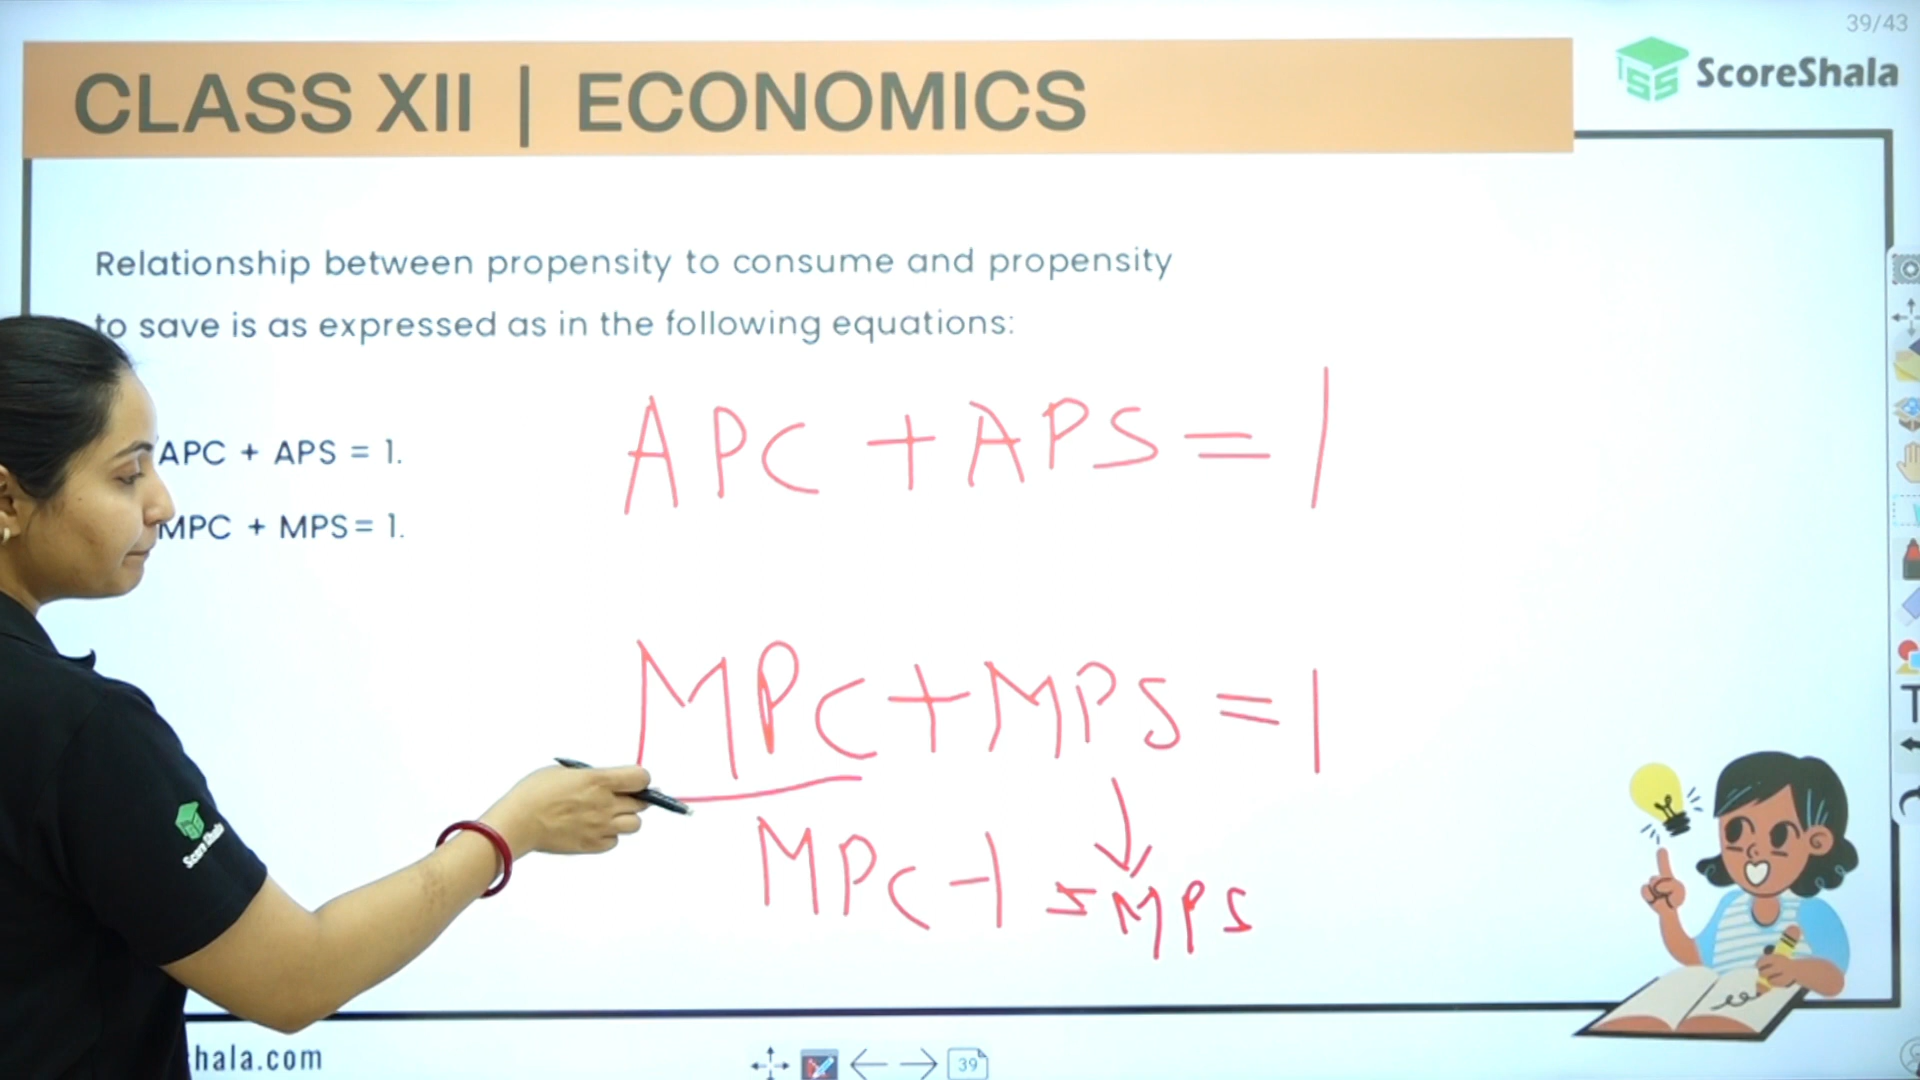 39/43
CLASS XII | ECONOMICS
ScoreShala
Relationship between propensity to consume and propensity
to save is as expressed as in the following equations:
APC + APS = 1.
APC + APS = 1
MPC + MPS = 1.
MPC + MPS = 1
MPC
MPS
Score Shala
hala.com
39